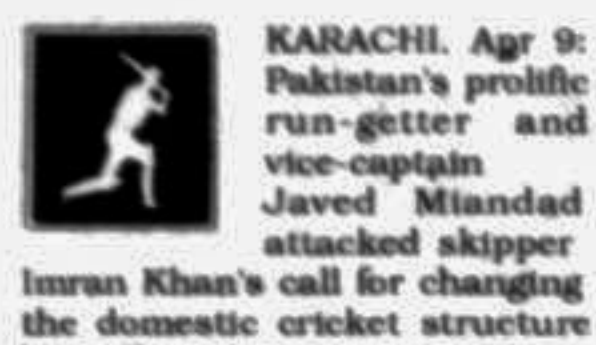 KARACHI. Apr 9:
Pakistan's prolific
run-getter and
vice-captain
Javed Miandad
attacked skipper
Imran Khan's call for changing
the domestic cricket structure